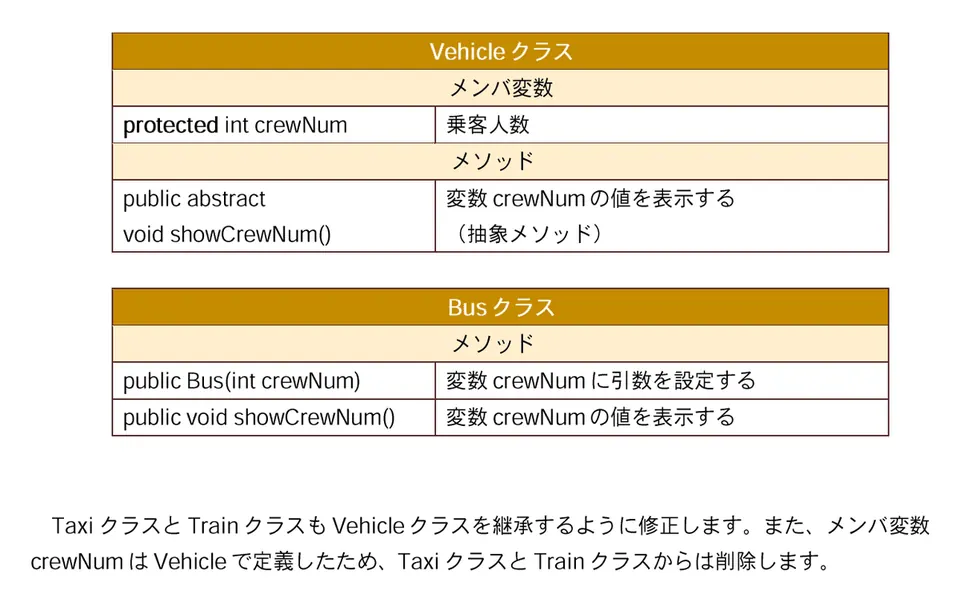 Vehicle クラス
メンバ変数
protected int crewNum 乗客人数
メソッド
public abstract 変数 crewNum の値を表示する
void showCrewNum() （抽象メソッド）
Bus クラス
メソッド
public Bus(int crewNum) 変数 crewNum に引数を設定する
public void showCrewNum() 変数 crewNum の値を表示する
Taxi クラスと Train クラスも Vehicle クラスを継承するように修正します。また、メンバ変数
crewNum は Vehicle で定義したため、Taxi クラスと Train クラスからは削除します。